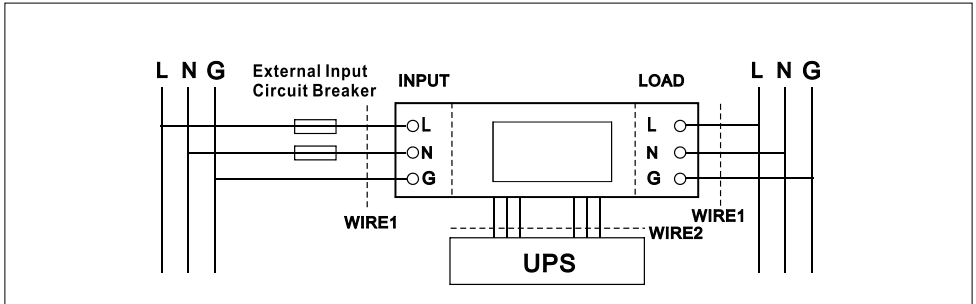 L N G
External Input
Circuit Breaker
INPUT
LOAD
L N G
L
N
G
L
N
G
WIRE1
WIRE1
WIRE2
UPS